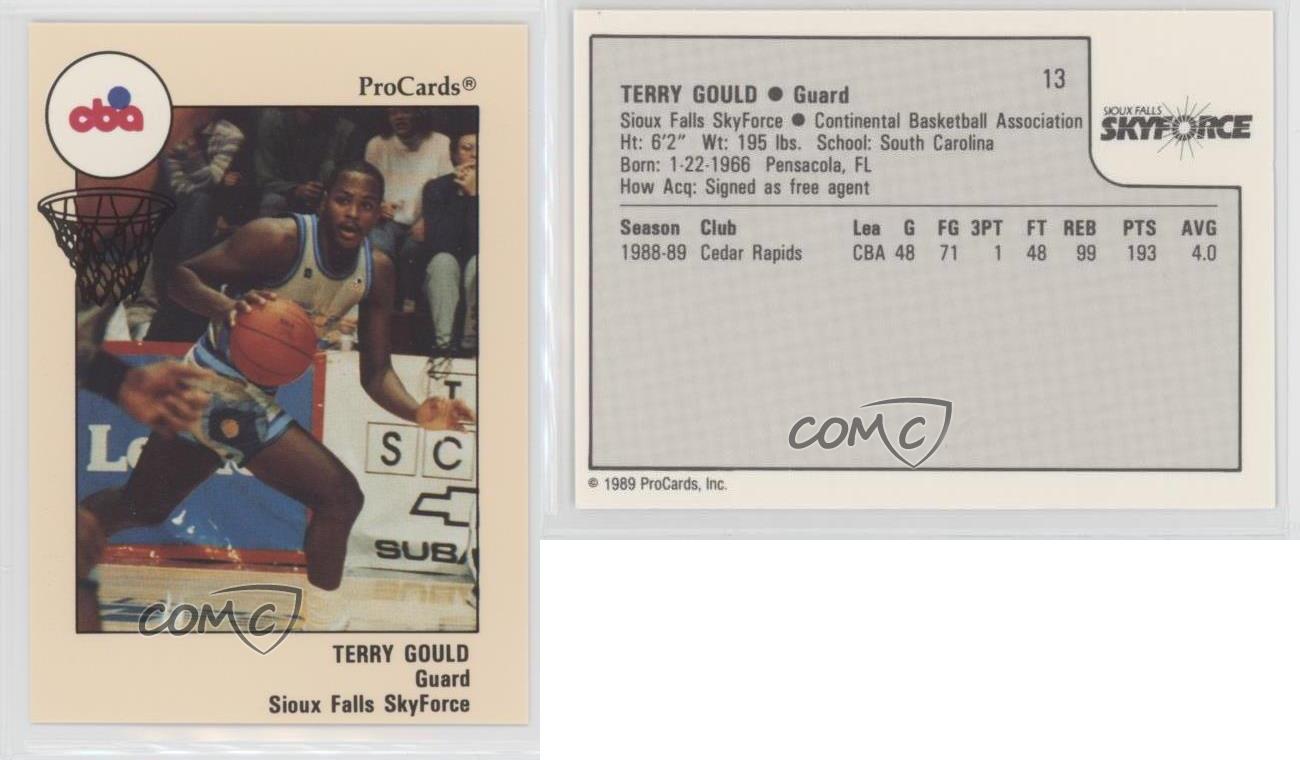 cba
ProCards®
L
T
S C
SUBA
COMC
TERRY GOULD
Guard
Sioux Falls SkyForce
13
TERRY GOULD ● Guard
Sioux Falls SkyForce ● Continental Basketball Association
Ht: 6'2" Wt: 195 lbs. School: South Carolina
Born: 1-22-1966 Pensacola, FL
How Acq: Signed as free agent
SIOUX FALLS
SKYFORCE
Season Club Lea G FG 3PT FT REB PTS AVG
1988-89 Cedar Rapids CBA 48 71 1 48 99 193 4.0
COMC
© 1989 ProCards, Inc.